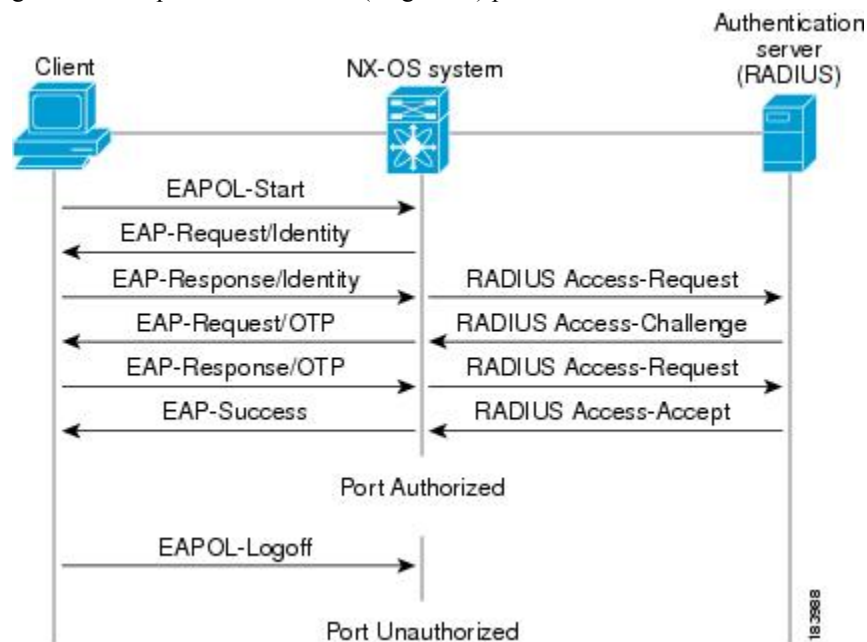 Authentication
server
(RADIUS)
Client
NX-OS system
EAPOL-Start
EAP-Request/Identity
EAP-Response/Identity
RADIUS Access-Request
EAP-Request/OTP
RADIUS Access-Challenge
EAP-Response/OTP
RADIUS Access-Request
EAP-Success
RADIUS Access-Accept
Port Authorized
EAPOL-Logoff
Port Unauthorized
183988